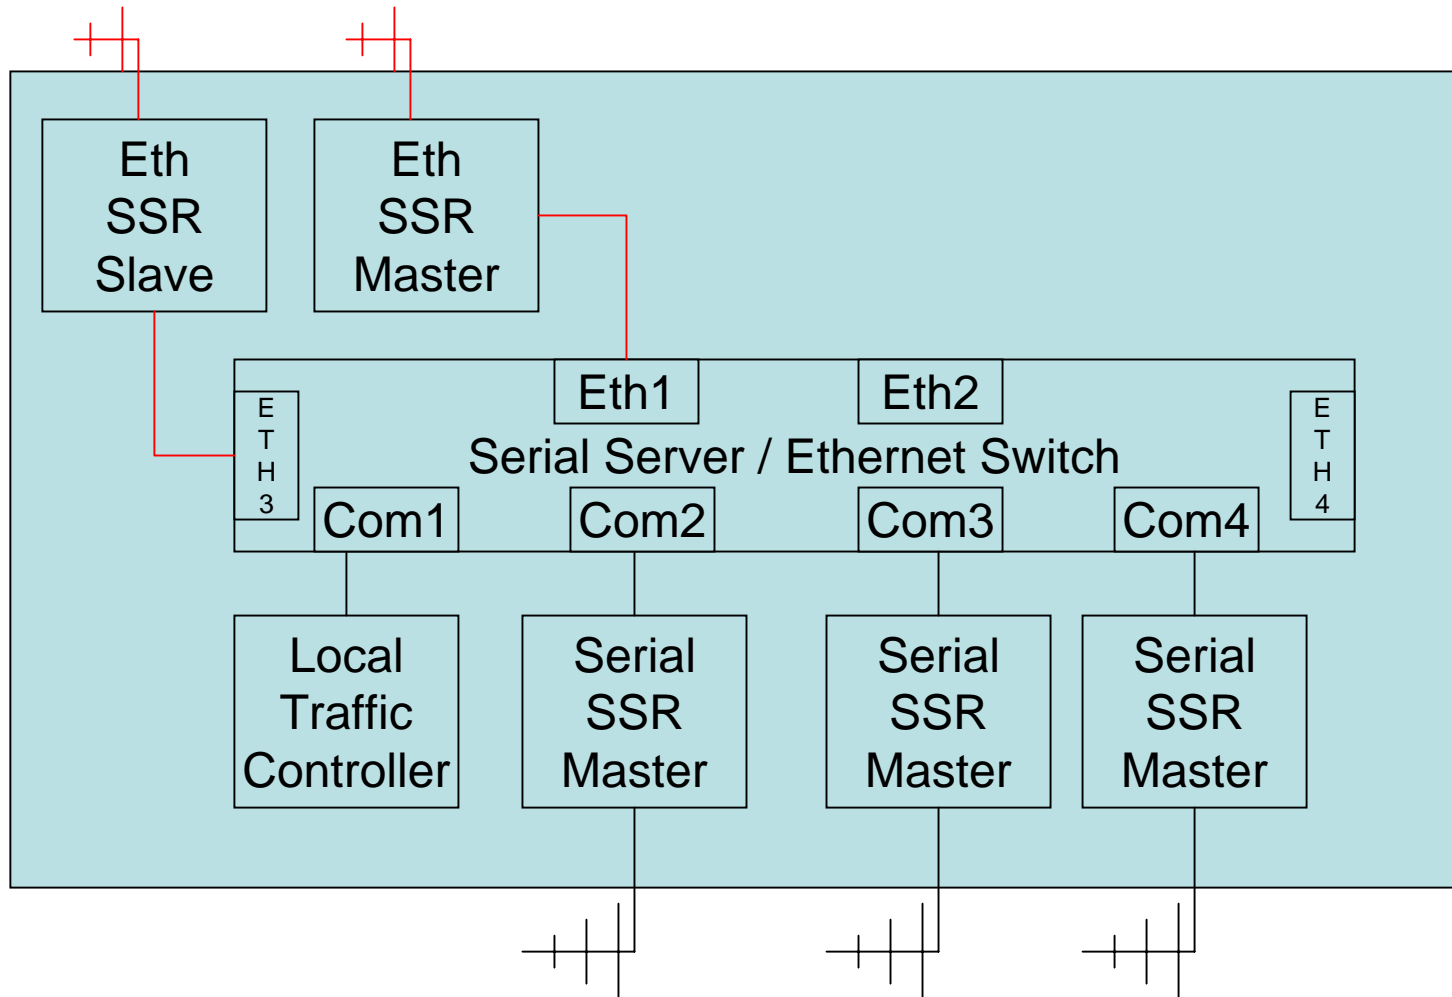 Eth
SSR
Slave
Eth
SSR
Master
Eth1
Eth2
E
T
H
3
E
T
H
4
Serial Server / Ethernet Switch
Com1
Com2
Com3
Com4
Local
Traffic
Controller
Serial
SSR
Master
Serial
SSR
Master
Serial
SSR
Master